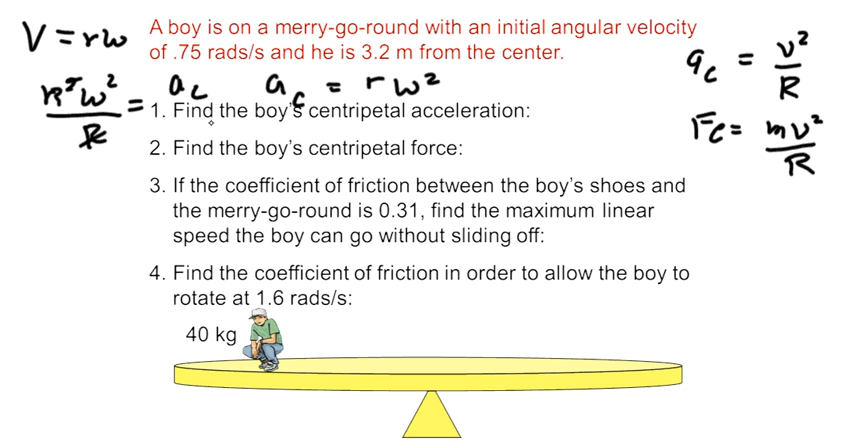 V = rω
A boy is on a merry-go-round with an initial angular velocity
of .75 rads/s and he is 3.2 m from the center.
a_c = v²/R
r²ω²/R = a_c
a_c = rω²
1. Find the boy's centripetal acceleration:
F_c = mv²/R
2. Find the boy's centripetal force:
3. If the coefficient of friction between the boy's shoes and
the merry-go-round is 0.31, find the maximum linear
speed the boy can go without sliding off:
4. Find the coefficient of friction in order to allow the boy to
rotate at 1.6 rads/s:
40 kg